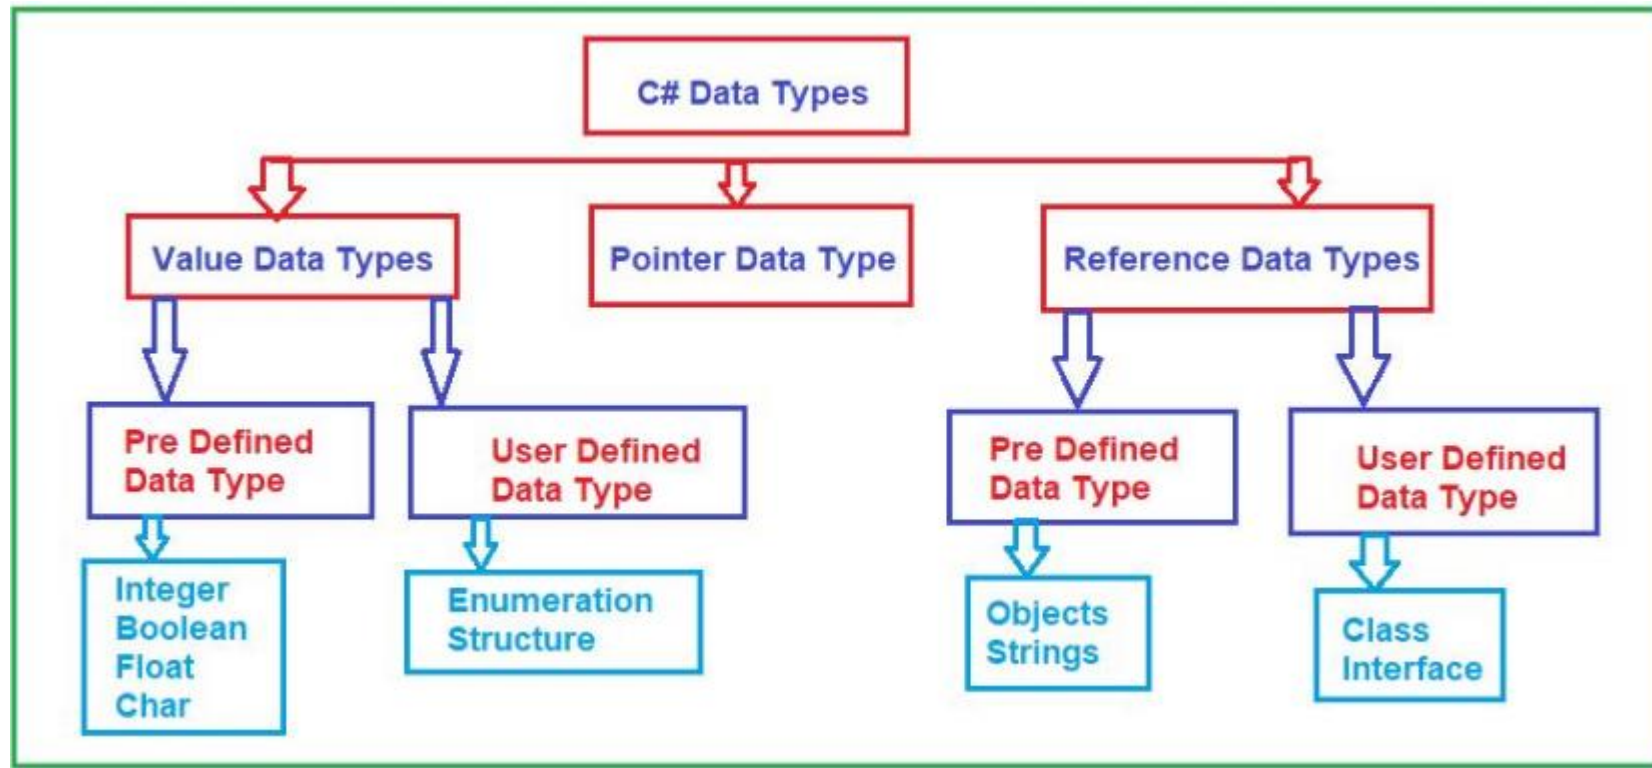 C# Data Types
Value Data Types
Pointer Data Type
Reference Data Types
Pre Defined
Data Type
User Defined
Data Type
Pre Defined
Data Type
User Defined
Data Type
Integer
Boolean
Float
Char
Enumeration
Structure
Objects
Strings
Class
Interface